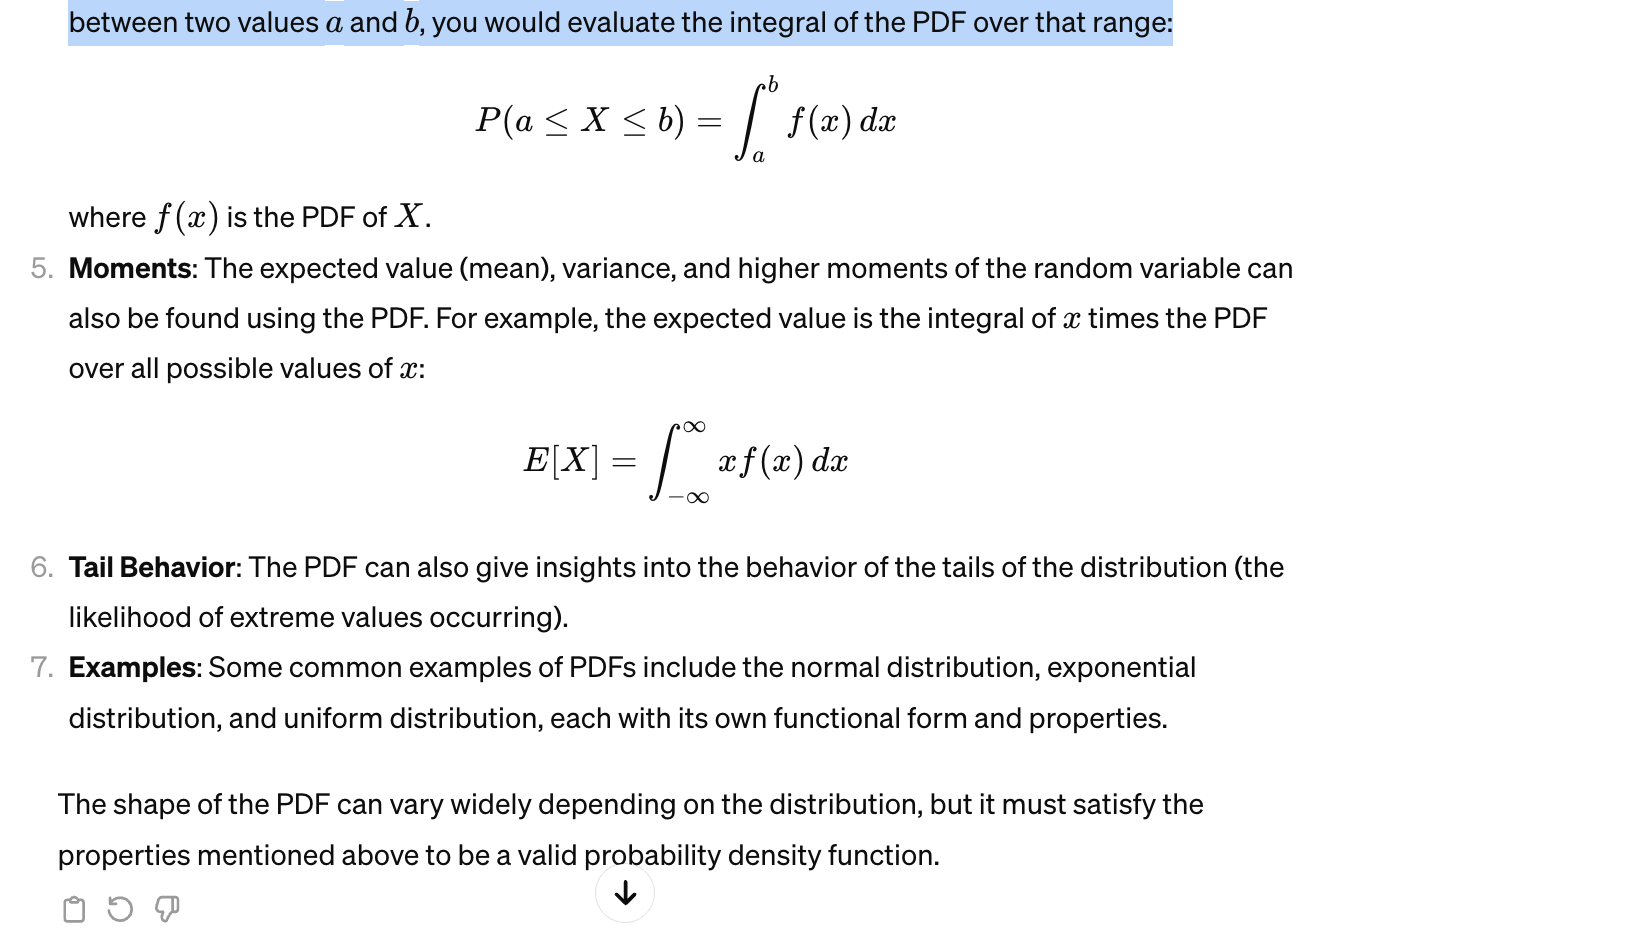 between two values a and b, you would evaluate the integral of the PDF over that range:
P(a ≤ X ≤ b) = ∫_a^b f(x) dx
where f(x) is the PDF of X.
5. Moments: The expected value (mean), variance, and higher moments of the random variable can
also be found using the PDF. For example, the expected value is the integral of x times the PDF
over all possible values of x:
E[X] = ∫_{-∞}^{∞} xf(x) dx
6. Tail Behavior: The PDF can also give insights into the behavior of the tails of the distribution (the
likelihood of extreme values occurring).
7. Examples: Some common examples of PDFs include the normal distribution, exponential
distribution, and uniform distribution, each with its own functional form and properties.
The shape of the PDF can vary widely depending on the distribution, but it must satisfy the
properties mentioned above to be a valid probability density function.